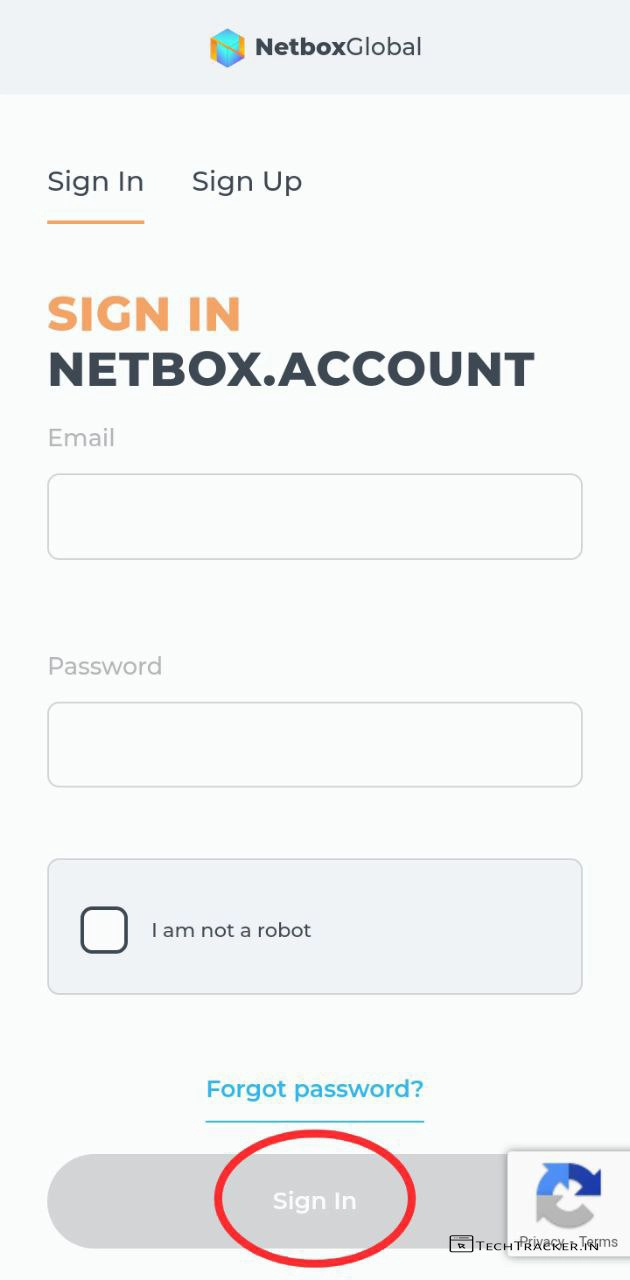 NetboxGlobal
Sign In Sign Up
SIGN IN
NETBOX.ACCOUNT
Email
Password
I am not a robot
Forgot password?
Sign In
Privacy - Terms
TECHTRACKER.IN